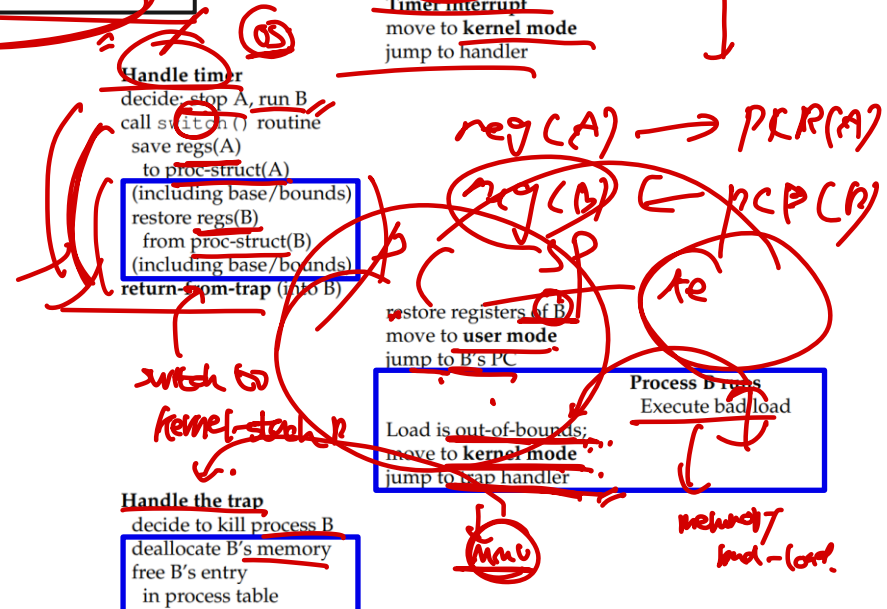 Timer interrupt
move to kernel mode
jump to handler
OS
Handle timer
decide: stop A, run B
call switch() routine
save regs(A)
to proc-struct(A)
(including base/bounds)
restore regs(B)
from proc-struct(B)
(including base/bounds)
return-from-trap (into B)
reg(A) → PCB(A)
reg(B) ← PCB(B)
SP
restore registers of B
move to user mode
jump to B's PC
switch to
kernel-stack
Process B runs
Execute bad load
Load is out-of-bounds;
move to kernel mode
jump to trap handler
Handle the trap
decide to kill process B
deallocate B's memory
free B's entry
in process table
mmu
memory